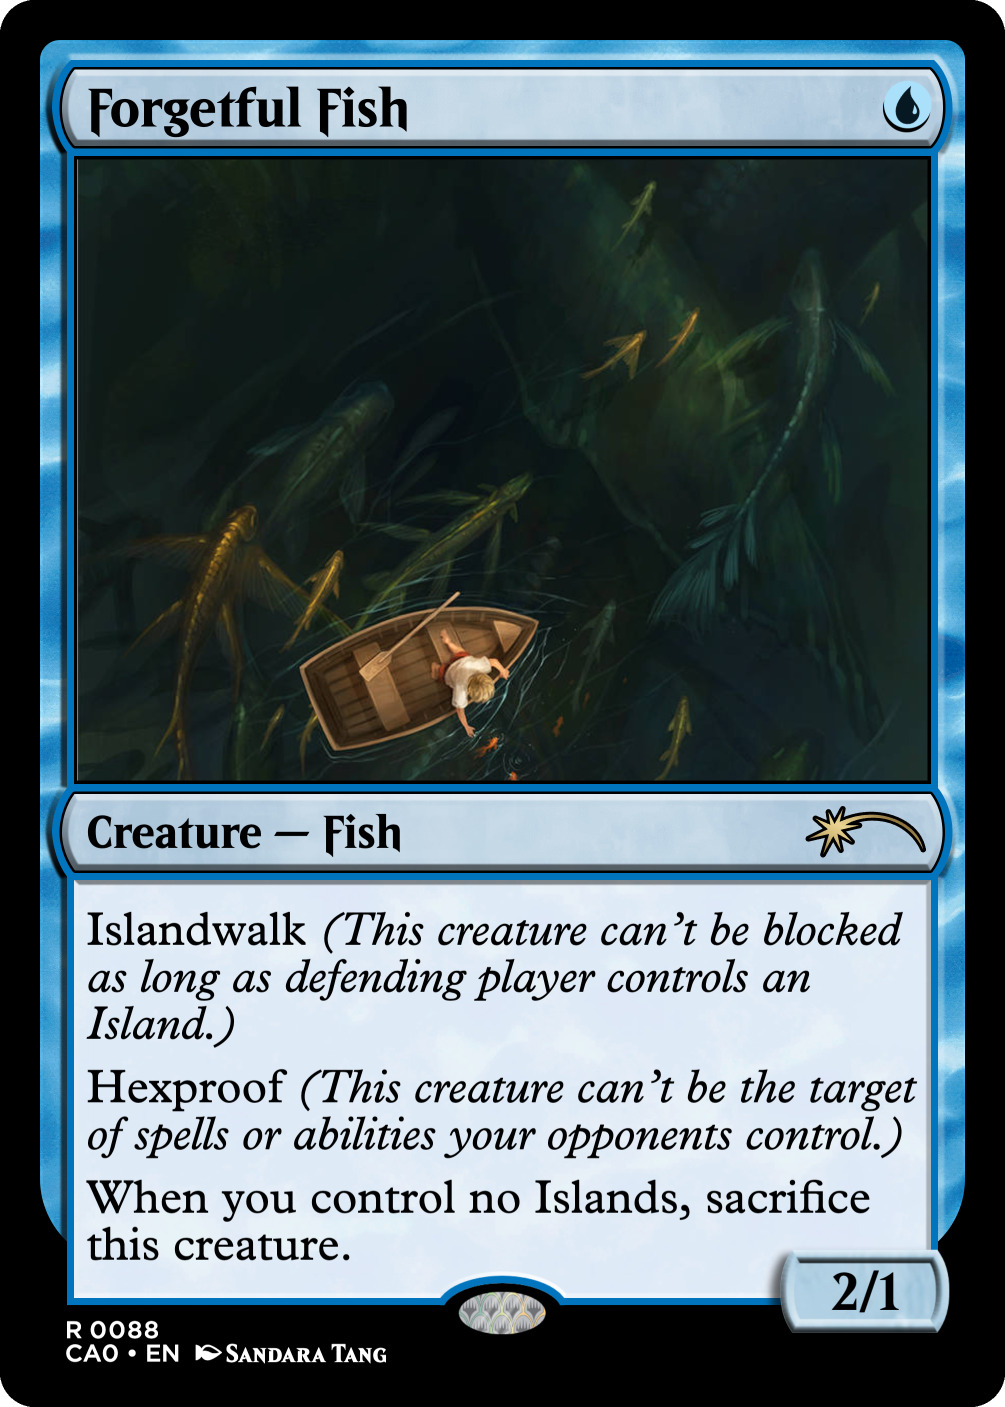 Forgetful Fish
Creature — Fish
Islandwalk (This creature can’t be blocked
as long as defending player controls an
Island.)
Hexproof (This creature can’t be the target
of spells or abilities your opponents control.)
When you control no Islands, sacrifice
this creature.
2/1
R 0088
CAO • EN Sandara Tang